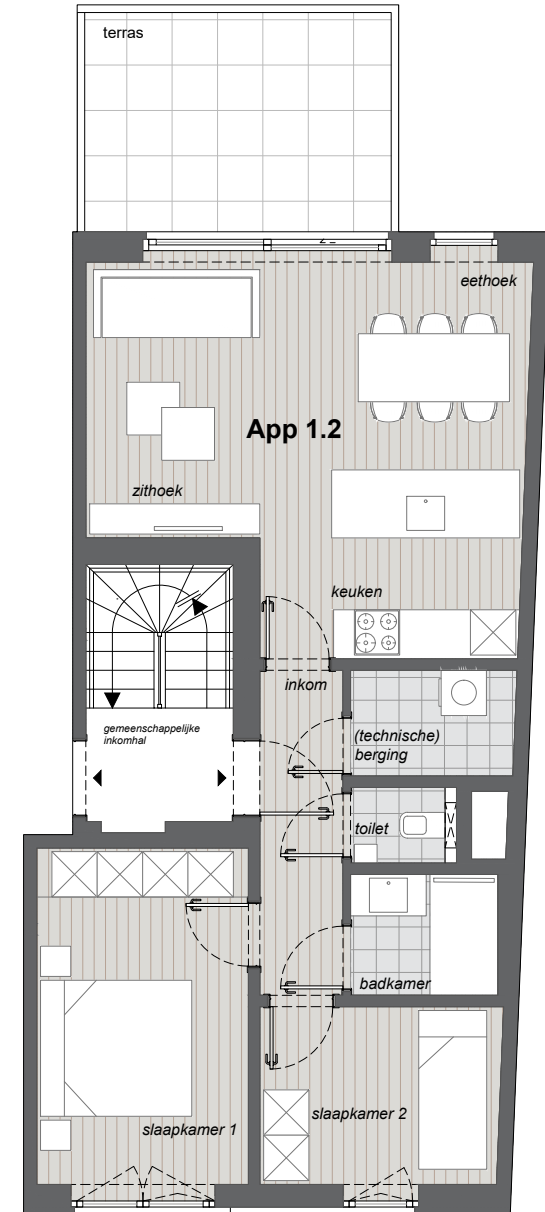 terras
eethoek
App 1.2
zithoek
keuken
inkom
gemeenschappelijke
inkomhal
(technische)
berging
toilet
badkamer
slaapkamer 2
slaapkamer 1